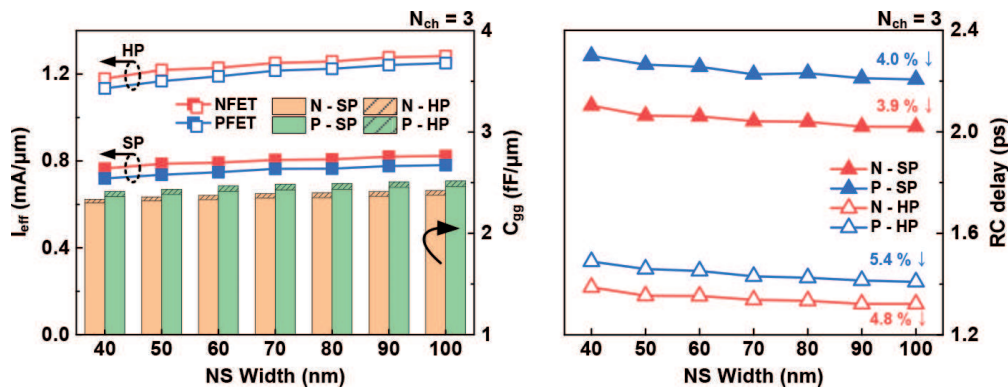 N_ch = 3
HP
NFET
PFET
N - SP
P - SP
N - HP
P - HP
SP
I_eff (mA/μm)
1.2
0.8
0.4
0.0
4
3
2
1
C_gg (fF/μm)
40 50 60 70 80 90 100
NS Width (nm)
N_ch = 3
4.0 % ↓
3.9 % ↓
N - SP
P - SP
N - HP
P - HP
5.4 % ↓
4.8 % ↓
2.4
2.0
1.6
1.2
RC delay (ps)
40 50 60 70 80 90 100
NS Width (nm)